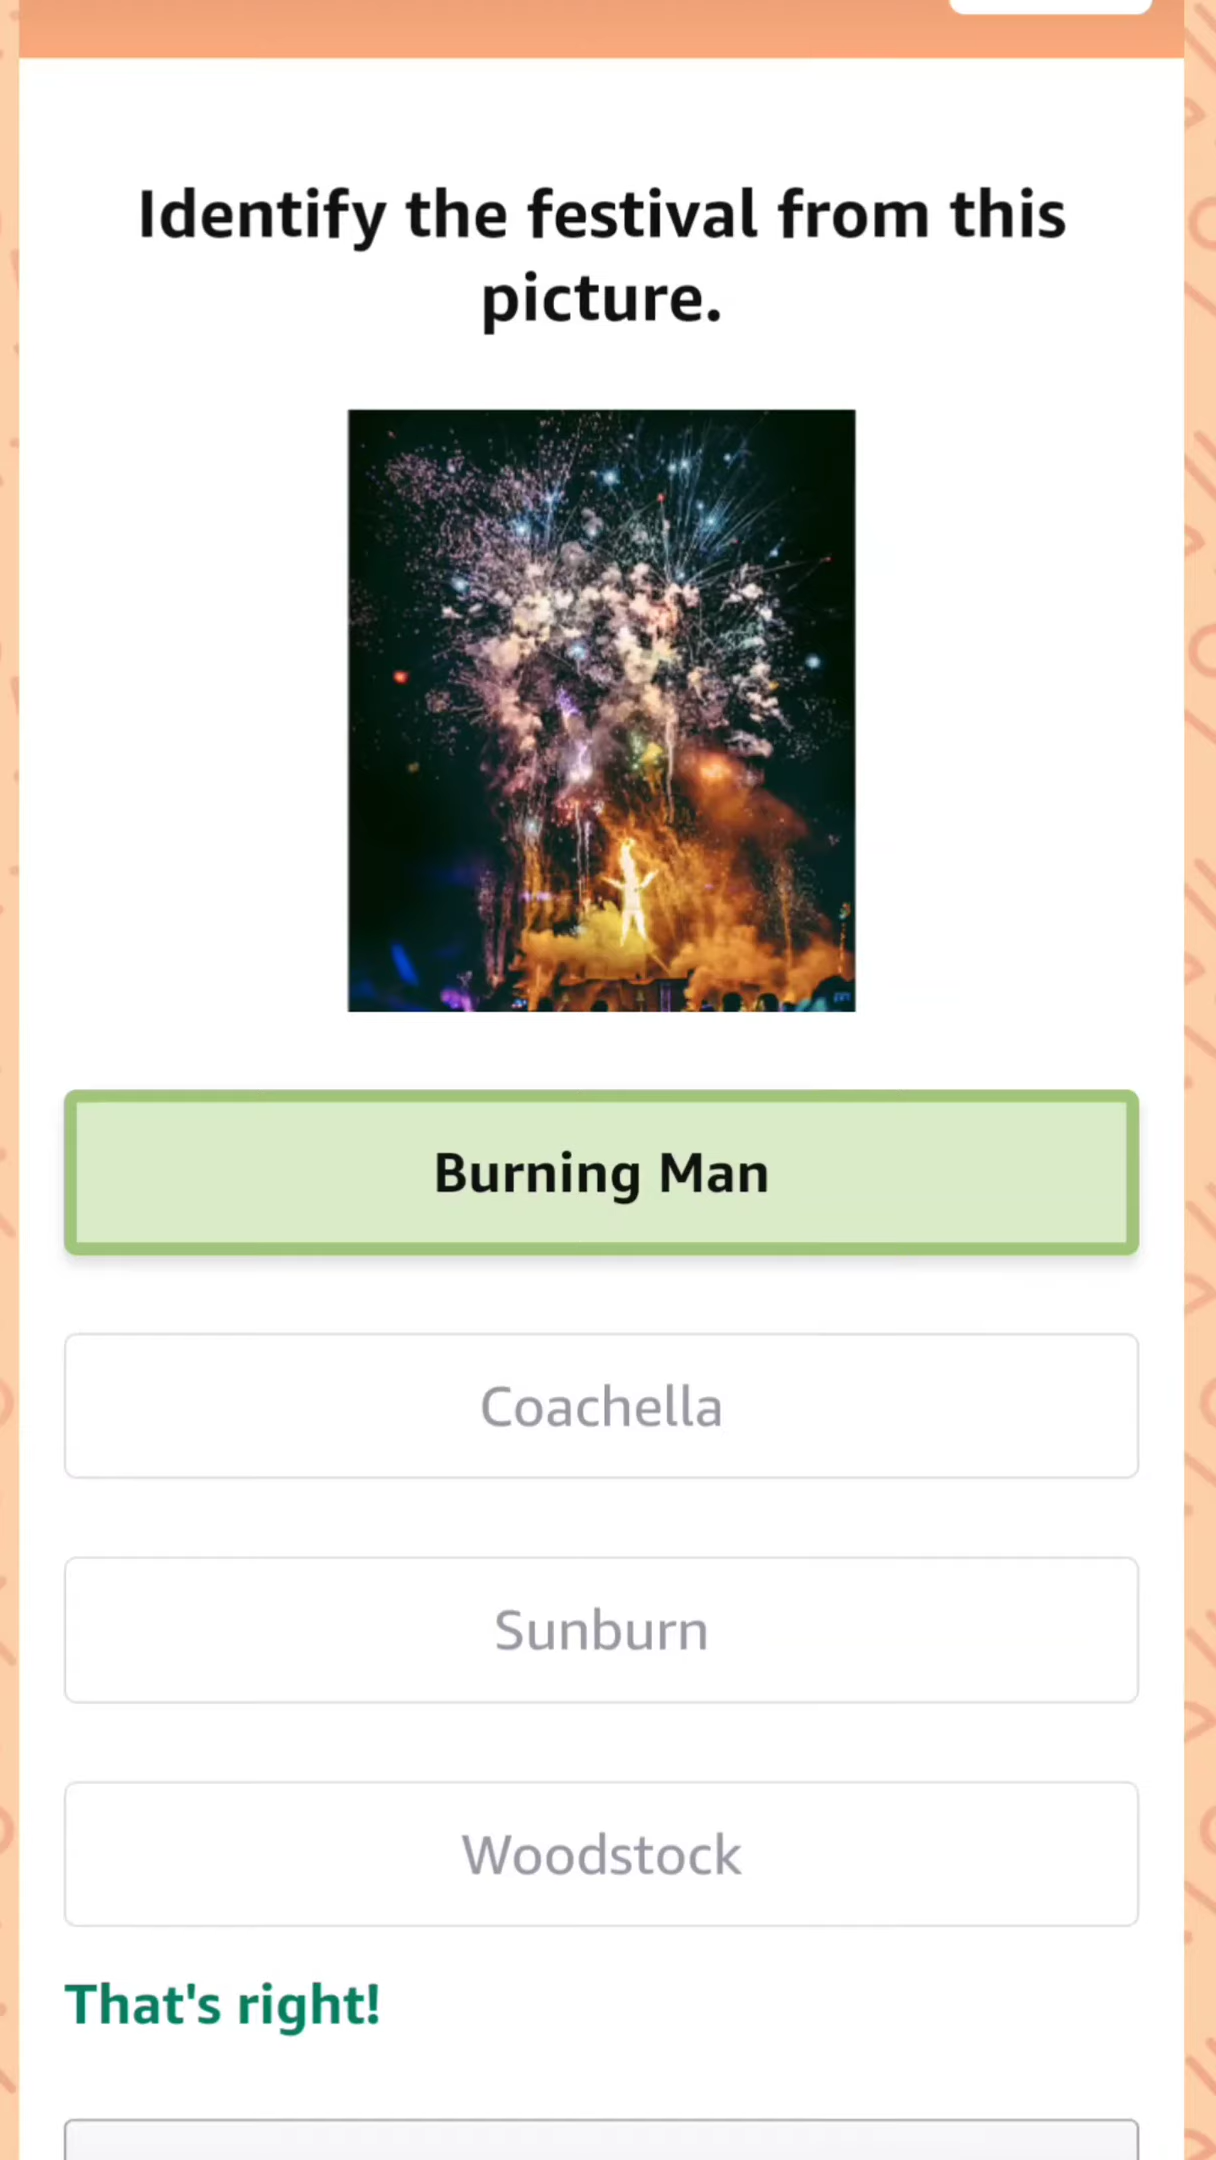 Identify the festival from this
picture.
Burning Man
Coachella
Sunburn
Woodstock
That's right!